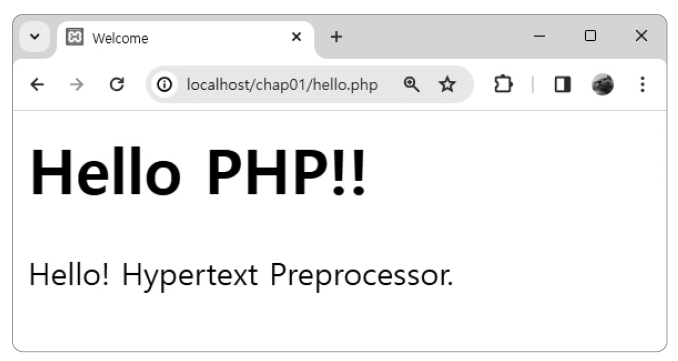 Welcome
localhost/chap01/hello.php
Hello PHP!!
Hello! Hypertext Preprocessor.